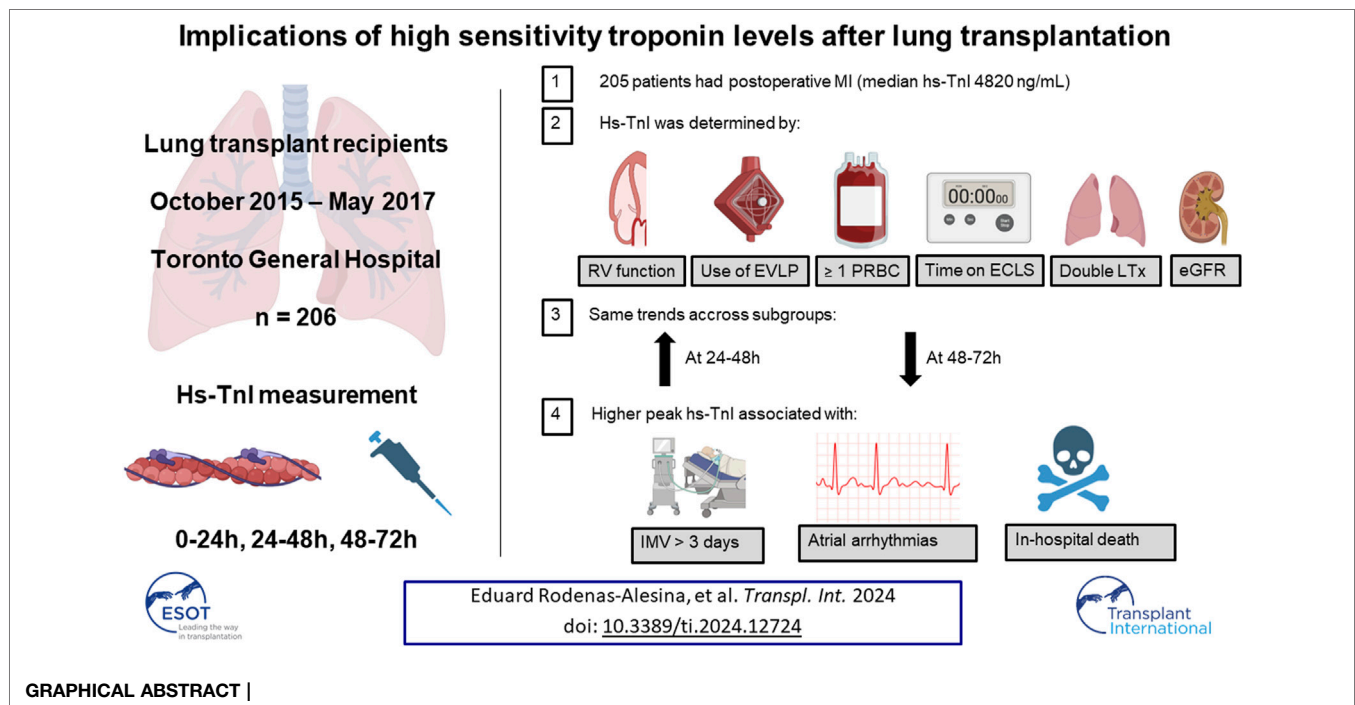 Implications of high sensitivity troponin levels after lung transplantation
Lung transplant recipients
October 2015 – May 2017
Toronto General Hospital
n = 206
Hs-TnI measurement
0-24h, 24-48h, 48-72h
1
205 patients had postoperative MI (median hs-TnI 4820 ng/mL)
2
Hs-TnI was determined by:
00:0000
Start
Stop
RV function
Use of EVLP
≥ 1 PRBC
Time on ECLS
Double LTx
eGFR
3
Same trends accross subgroups:
At 24-48h
At 48-72h
4
Higher peak hs-TnI associated with:
IMV > 3 days
Atrial arrhythmias
In-hospital death
ESOT
Leading the way
in transplantation
Eduard Rodenas-Alesina, et al. Transpl. Int. 2024
doi: 10.3389/ti.2024.12724
Transplant
International
GRAPHICAL ABSTRACT |